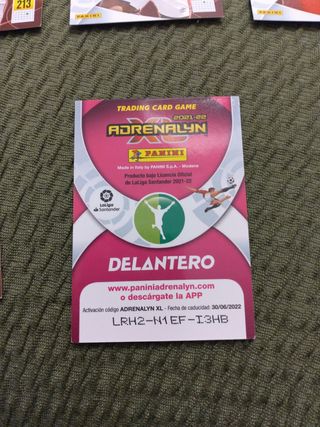 213
PANINI
PANINI
TRADING CARD GAME
2021-22
ADRENALYN
XL
PANINI
Made in Italy by PANINI S.p.A. - Modena
Producto bajo Licencia Oficial
de LaLiga Santander 2021-22
LaLiga
Santander
DELANTERO
www.paniniadrenalyn.com
o descárgate la APP
Activación código ADRENALYN XL - Fecha de caducidad: 30/06/2022
LRH2-N1EF-I3HB